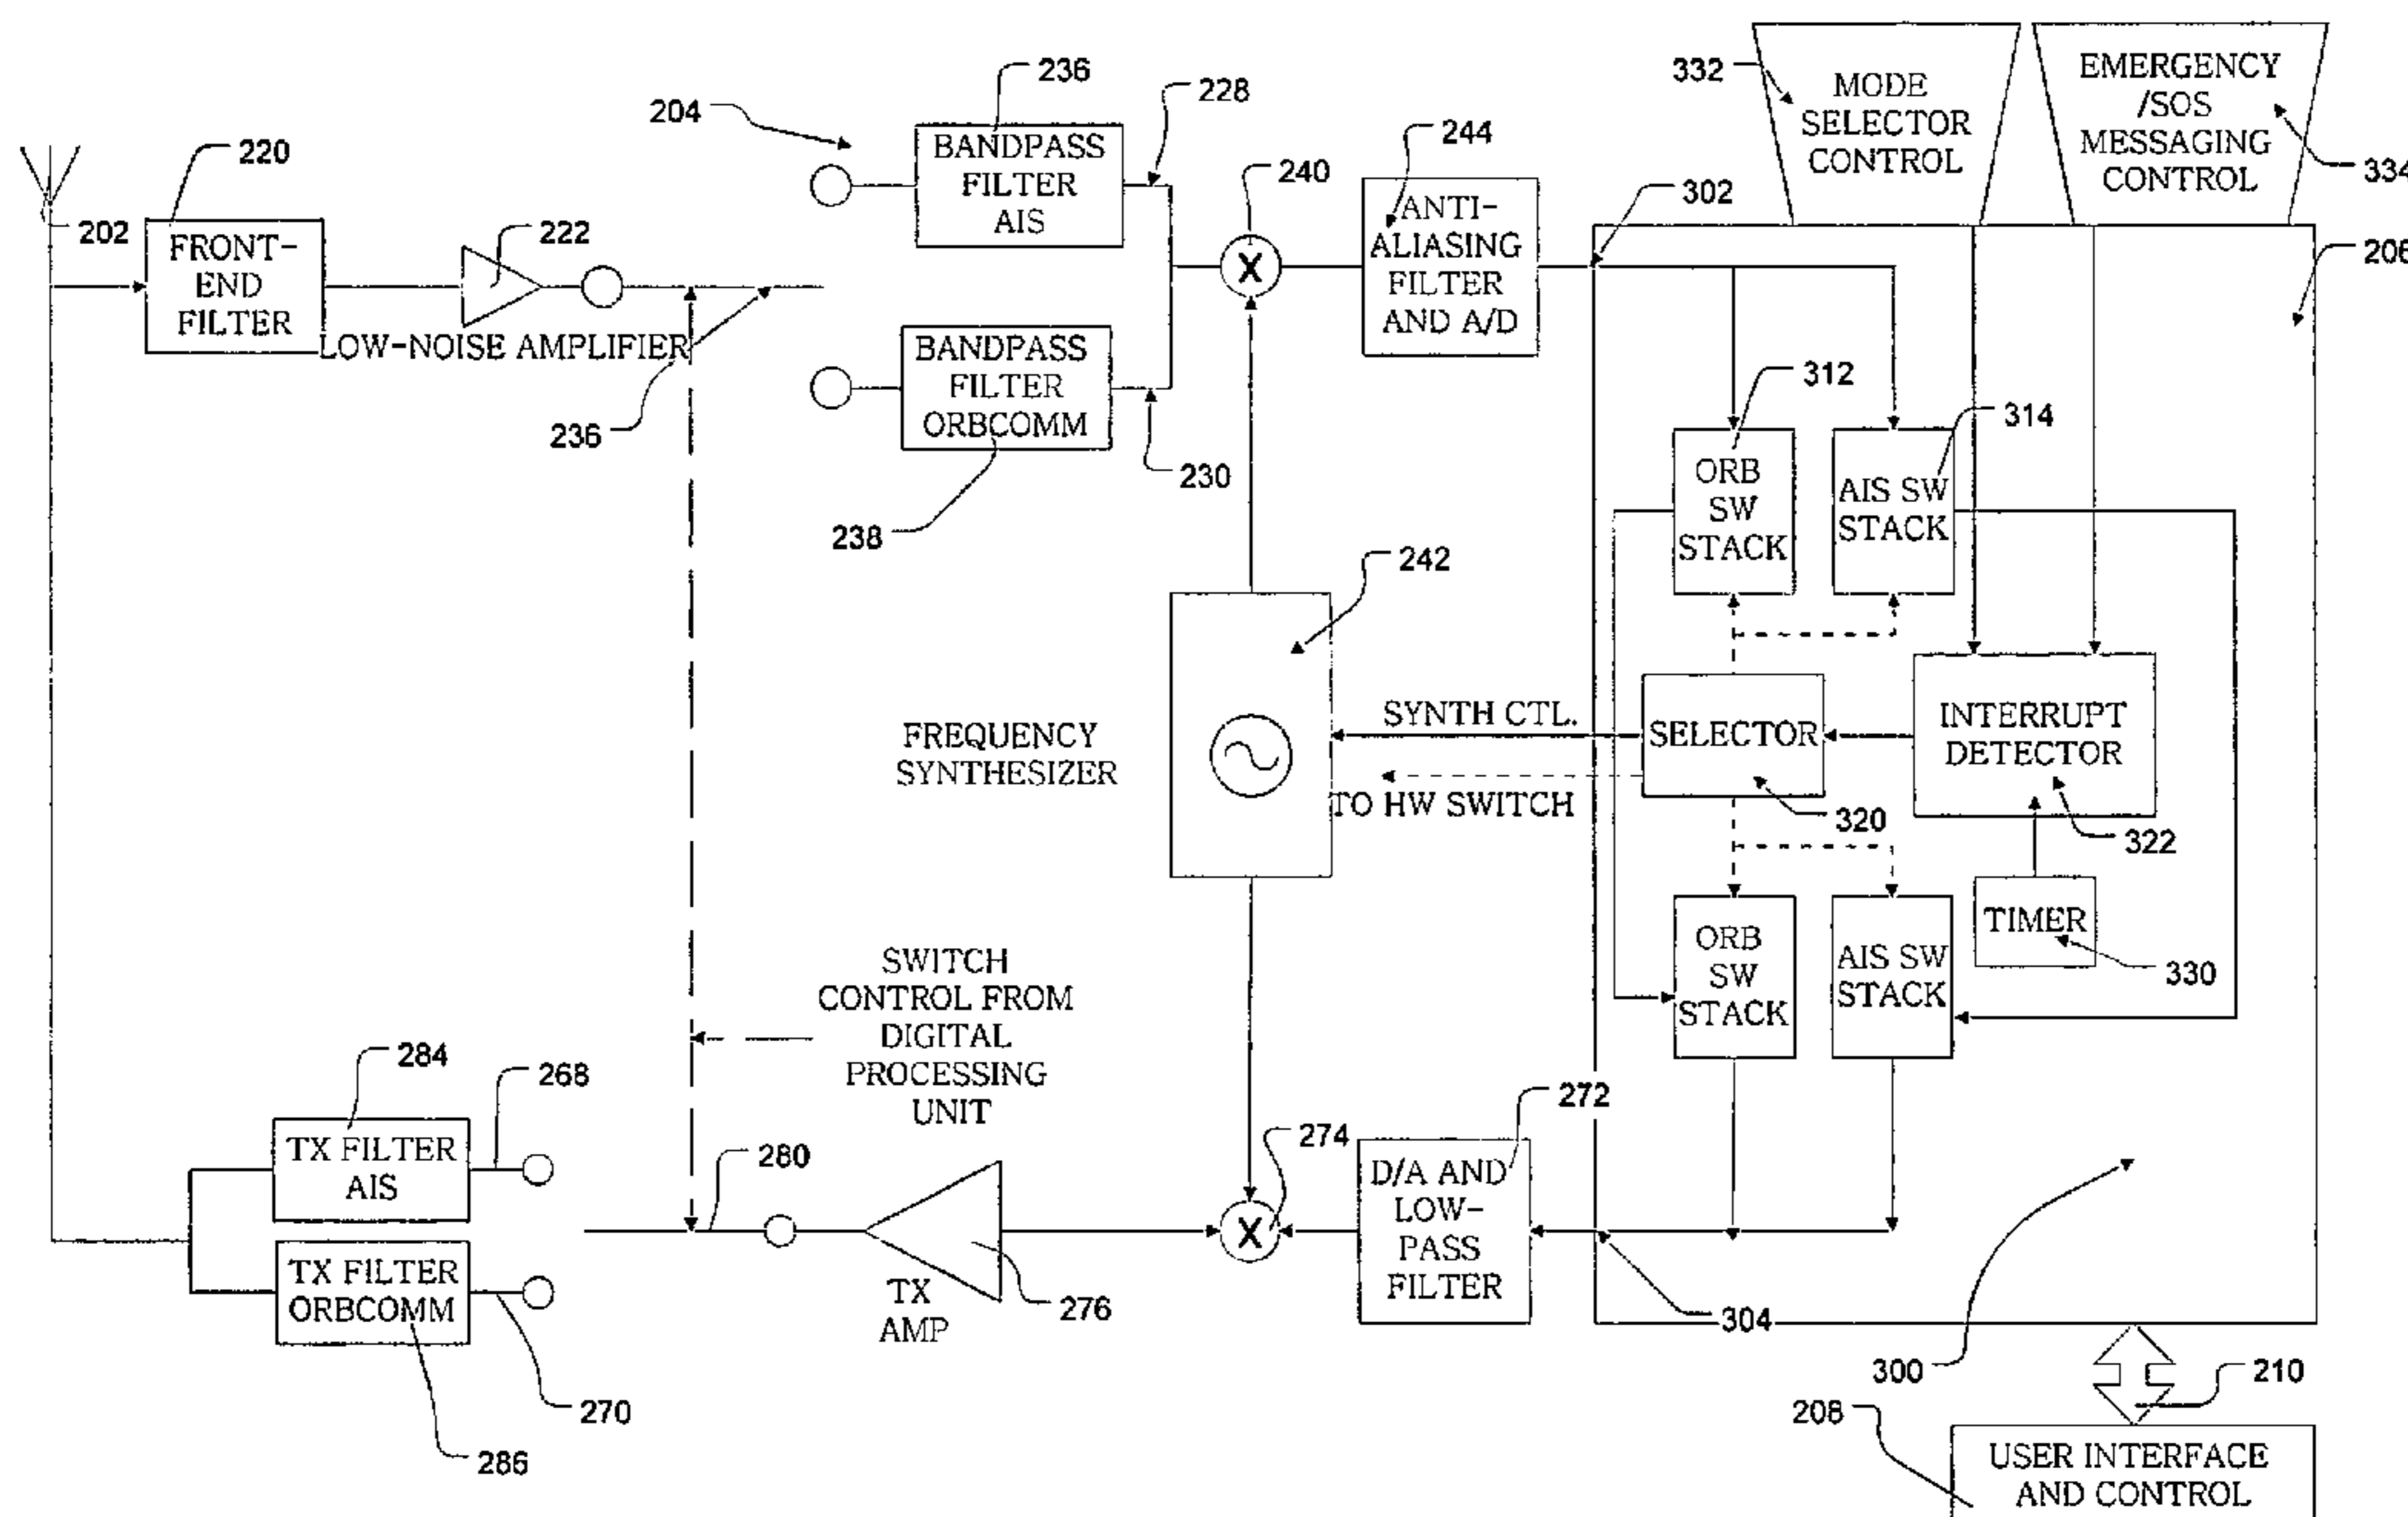 332
MODE
SELECTOR
CONTROL
EMERGENCY
/SOS
MESSAGING
CONTROL
334
206
204
236
BANDPASS
FILTER
AIS
228
240
244
ANTI-
ALIASING
FILTER
AND A/D
302
202
220
FRONT-
END
FILTER
222
LOW-NOISE AMPLIFIER
236
BANDPASS
FILTER
ORBCOMM
238
230
X
312
314
ORB
SW
STACK
AIS SW
STACK
242
FREQUENCY
SYNTHESIZER
SYNTH CTL.
SELECTOR
TO HW SWITCH
320
INTERRUPT
DETECTOR
322
TIMER
330
ORB
SW
STACK
AIS SW
STACK
SWITCH
CONTROL FROM
DIGITAL
PROCESSING
UNIT
284
268
TX FILTER
AIS
TX FILTER
ORBCOMM
270
286
280
TX
AMP
276
274
X
272
D/A AND
LOW-
PASS
FILTER
304
300
210
208
USER INTERFACE
AND CONTROL